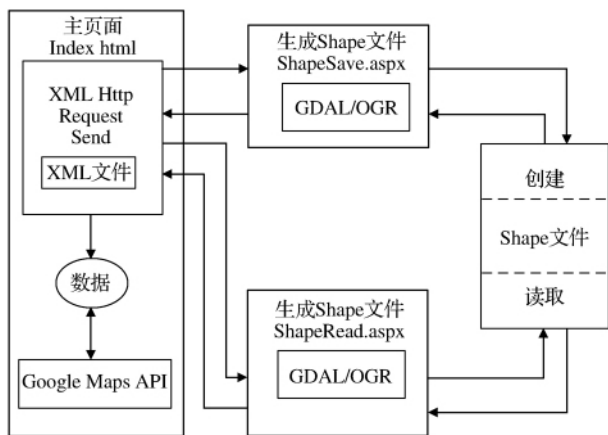 主页面
Index html
XML Http
Request
Send
XML文件
数据
Google Maps API
生成Shape文件
ShapeSave.aspx
GDAL/OGR
生成Shape文件
ShapeRead.aspx
GDAL/OGR
创建
Shape文件
读取